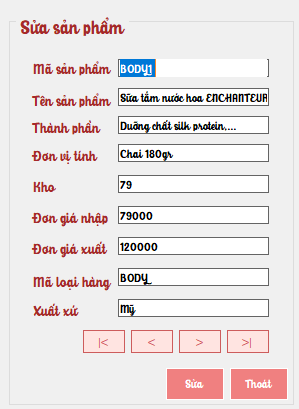 Sửa sản phẩm
Mã sản phẩm BODY1
Tên sản phẩm Sữa tắm nước hoa ENCHANTEUR
Thành phần Dưỡng chất silk protein,...
Đơn vị tính Chai 180gr
Kho 79
Đơn giá nhập 79000
Đơn giá xuất 120000
Mã loại hàng BODY_
Xuất xứ Mỹ
|< < > >|
Sửa Thoát